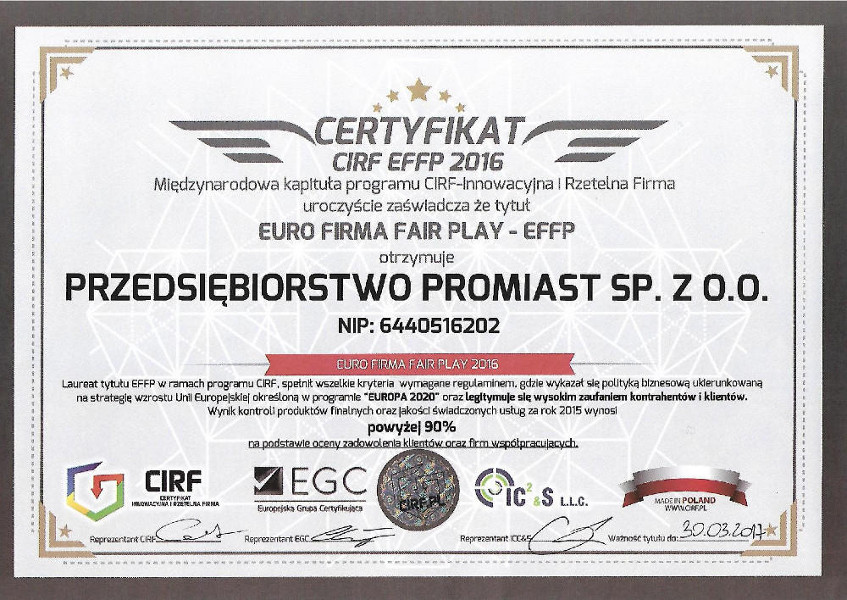 CERTYFIKAT
CIRF EFFP 2016
Międzynarodowa kapituła programu CIRF-Innowacyjna i Rzetelna Firma
uroczyście zaświadcza że tytuł
EURO FIRMA FAIR PLAY - EFFP
otrzymuje
PRZEDSIĘBIORSTWO PROMIAST SP. Z O.O.
NIP: 6440516202
EURO FIRMA FAIR PLAY 2016
Laureat tytułu EFFP w ramach programu CIRF, spełnił wszelkie kryteria wymagane regulaminem, gdzie wykazał się polityką biznesową ukierunkowaną
na strategię wzrostu Unii Europejskiej określoną w programie "EUROPA 2020" oraz legitymuje się wysokim zaufaniem kontrahentów i klientów.
Wynik kontroli produktów finalnych oraz jakości świadczonych usług za rok 2015 wynosi
powyżej 90%
na podstawie oceny zadowolenia klientów oraz firm współpracujących.
CIRF
CERTYFIKAT
INNOWACYJNA I RZETELNA FIRMA
EGC
Europejska Grupa Certyfikująca
CIRF.PL
IC²&S L.L.C.
MADE IN POLAND
WWW.CIRF.PL
Reprezentant CIRF
Reprezentant EGC
Reprezentant ICC&S
Ważność tytułu do: 30.03.2017